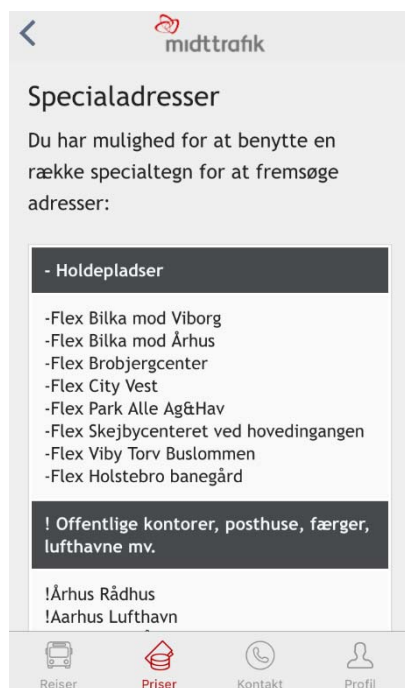 midttrafik
Specialadresser
Du har mulighed for at benytte en
række specialtegn for at fremsøge
adresser:
- Holdepladser
-Flex Bilka mod Viborg
-Flex Bilka mod Århus
-Flex Brobjergcenter
-Flex City Vest
-Flex Park Alle Ag&Hav
-Flex Skejbycenteret ved hovedingangen
-Flex Viby Torv Buslommen
-Flex Holstebro banegård
! Offentlige kontorer, posthuse, færger,
lufthavne mv.
!Århus Rådhus
!Aarhus Lufthavn
Rejser Priser Kontakt Profil